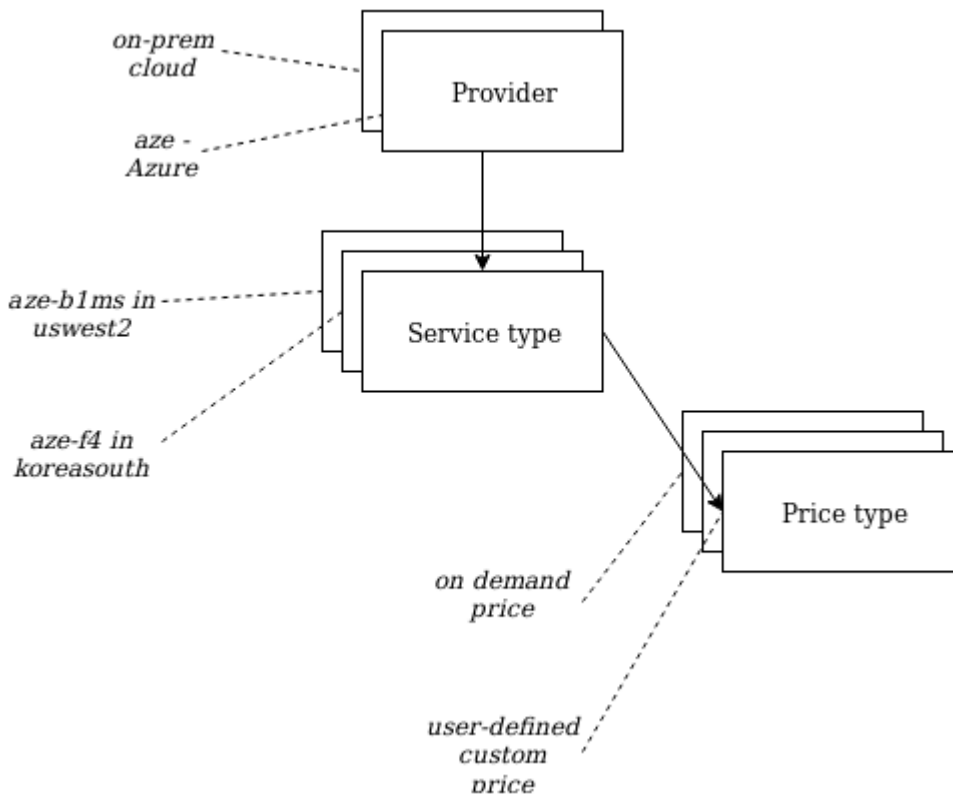 on-prem
cloud
Provider
aze -
Azure
aze-b1ms in
uswest2
Service type
aze-f4 in
koreasouth
Price type
on demand
price
user-defined
custom
price